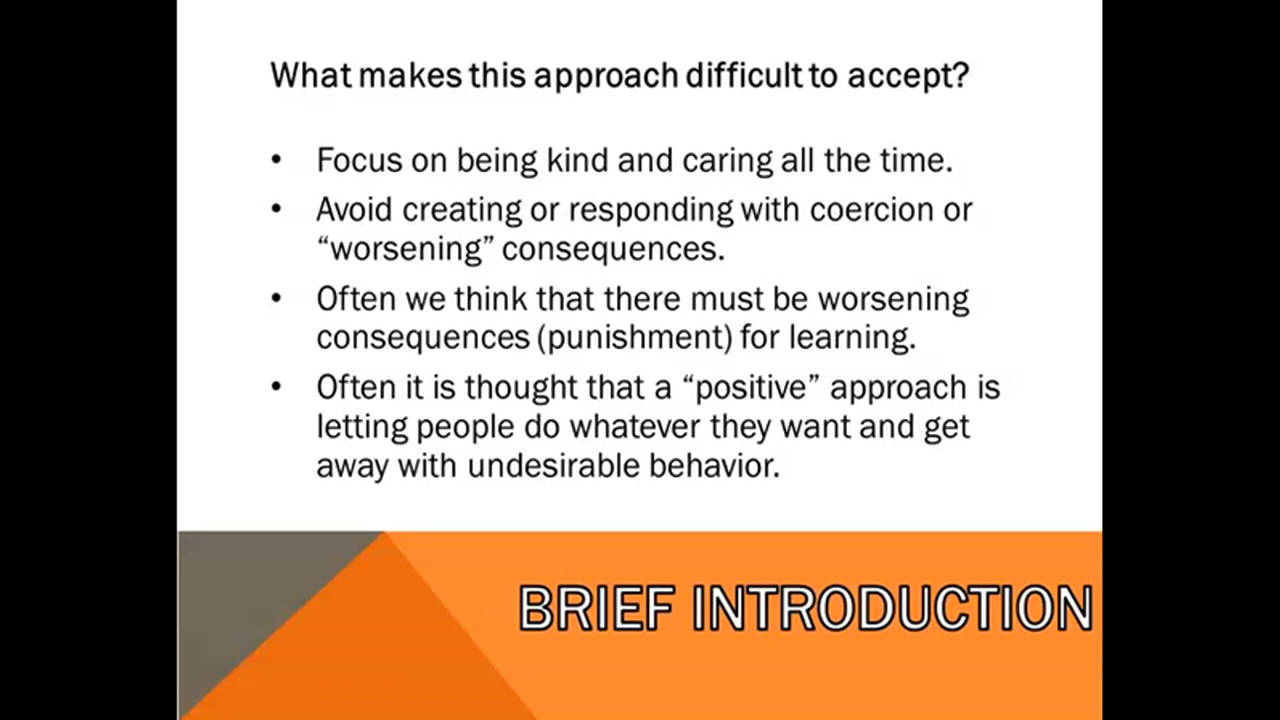 What makes this approach difficult to accept?
• Focus on being kind and caring all the time.
• Avoid creating or responding with coercion or
“worsening” consequences.
• Often we think that there must be worsening
consequences (punishment) for learning.
• Often it is thought that a “positive” approach is
letting people do whatever they want and get
away with undesirable behavior.
BRIEF INTRODUCTION